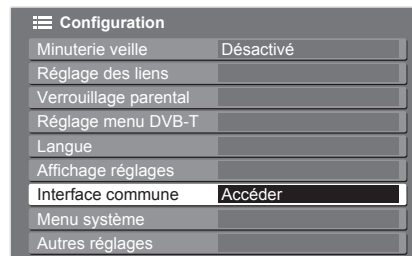 Configuration
Minuterie veille Désactivé
Réglage des liens
Verrouillage parental
Réglage menu DVB-T
Langue
Affichage réglages
Interface commune Accéder
Menu système
Autres réglages